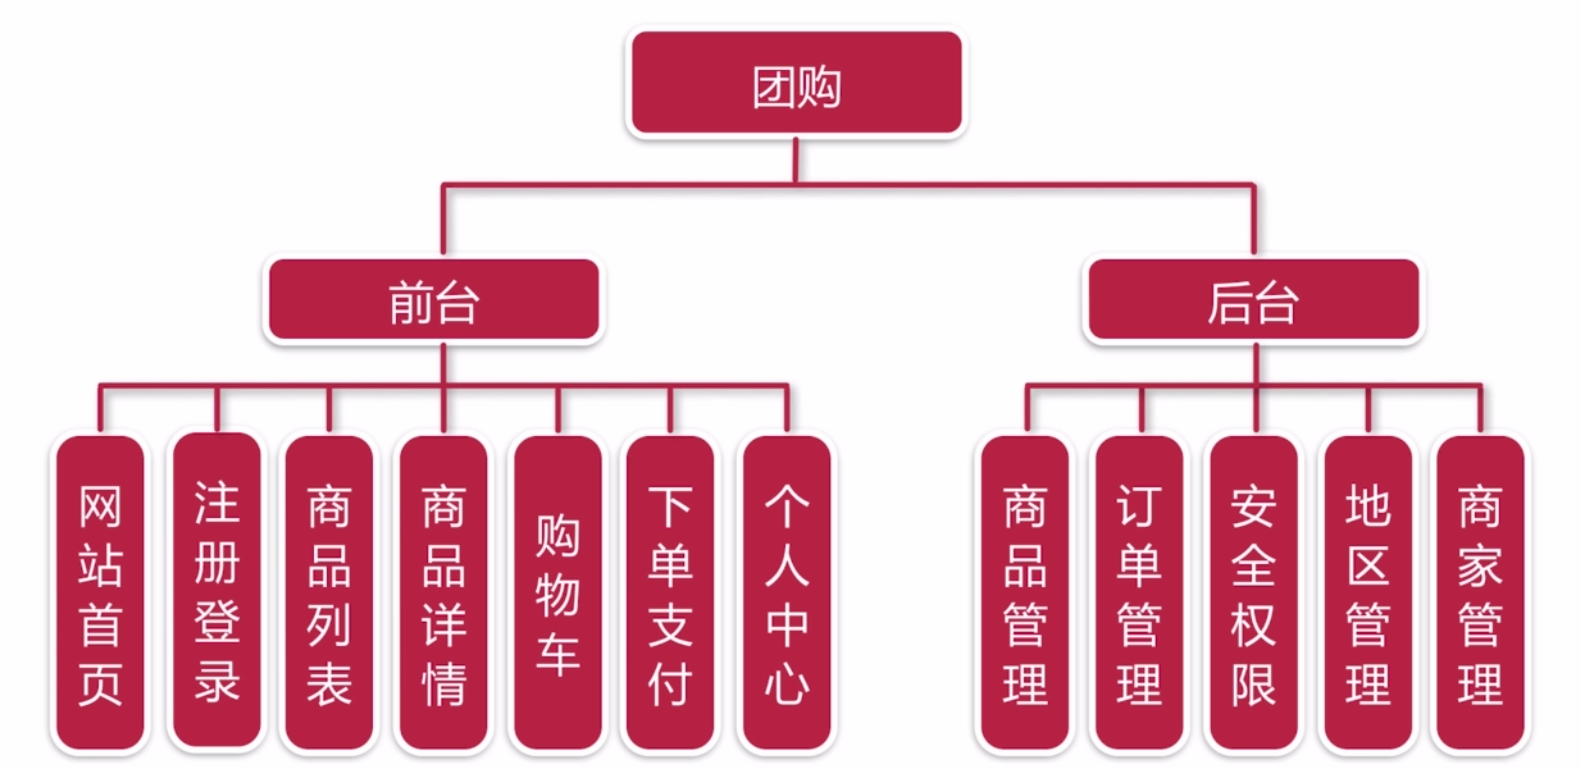 团购
前台
后台
网站首页
注册登录
商品列表
商品详情
购物车
下单支付
个人中心
商品管理
订单管理
安全权限
地区管理
商家管理